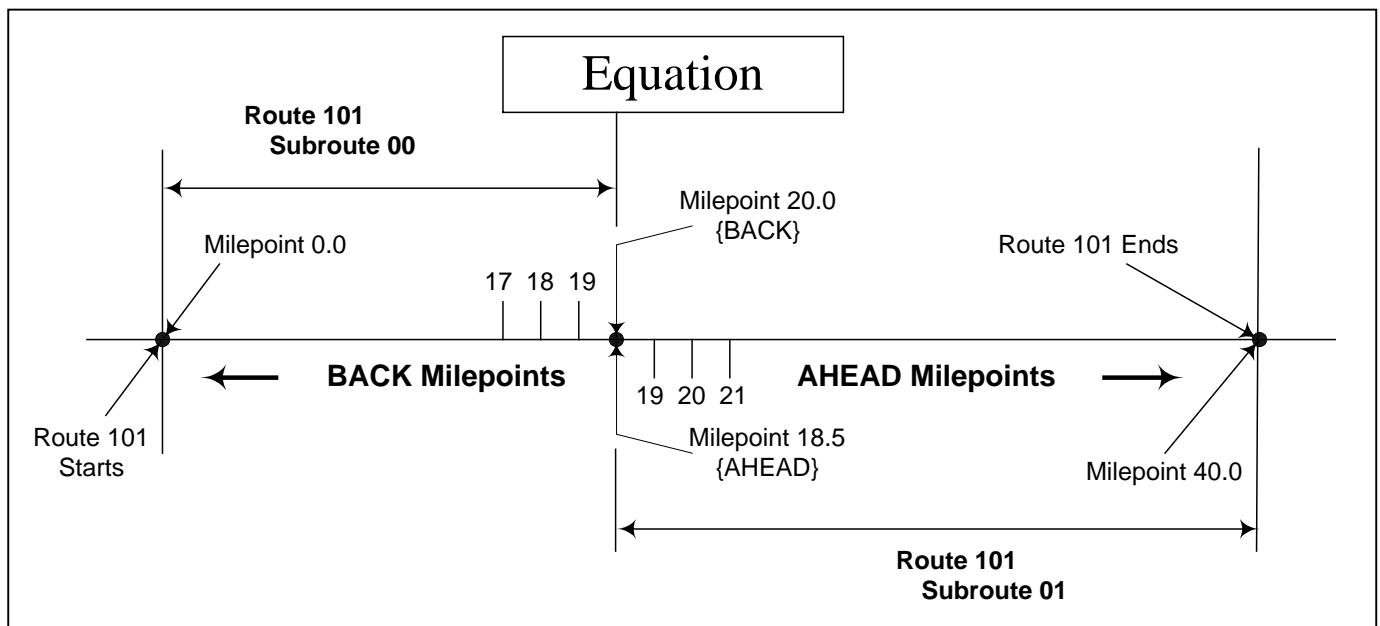 Equation
Route 101
Subroute 00
Milepoint 20.0
{BACK}
Milepoint 0.0
Route 101 Ends
17 18 19
BACK Milepoints
AHEAD Milepoints
19 20 21
Route 101
Starts
Milepoint 18.5
{AHEAD}
Milepoint 40.0
Route 101
Subroute 01